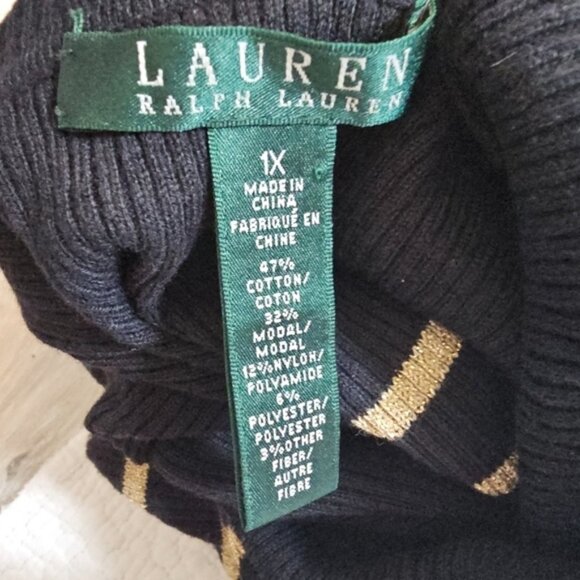 LAUREN
RALPH LAUREN
1X
MADE IN
CHINA
FABRIQUÉ EN
CHINE
47%
COTTON/
COTON
32%
MODAL/
MODAL
12%NYLON/
POLYAMIDE
6%
POLYESTER/
POLYESTER
3%OTHER
FIBER/
AUTRE
FIBRE